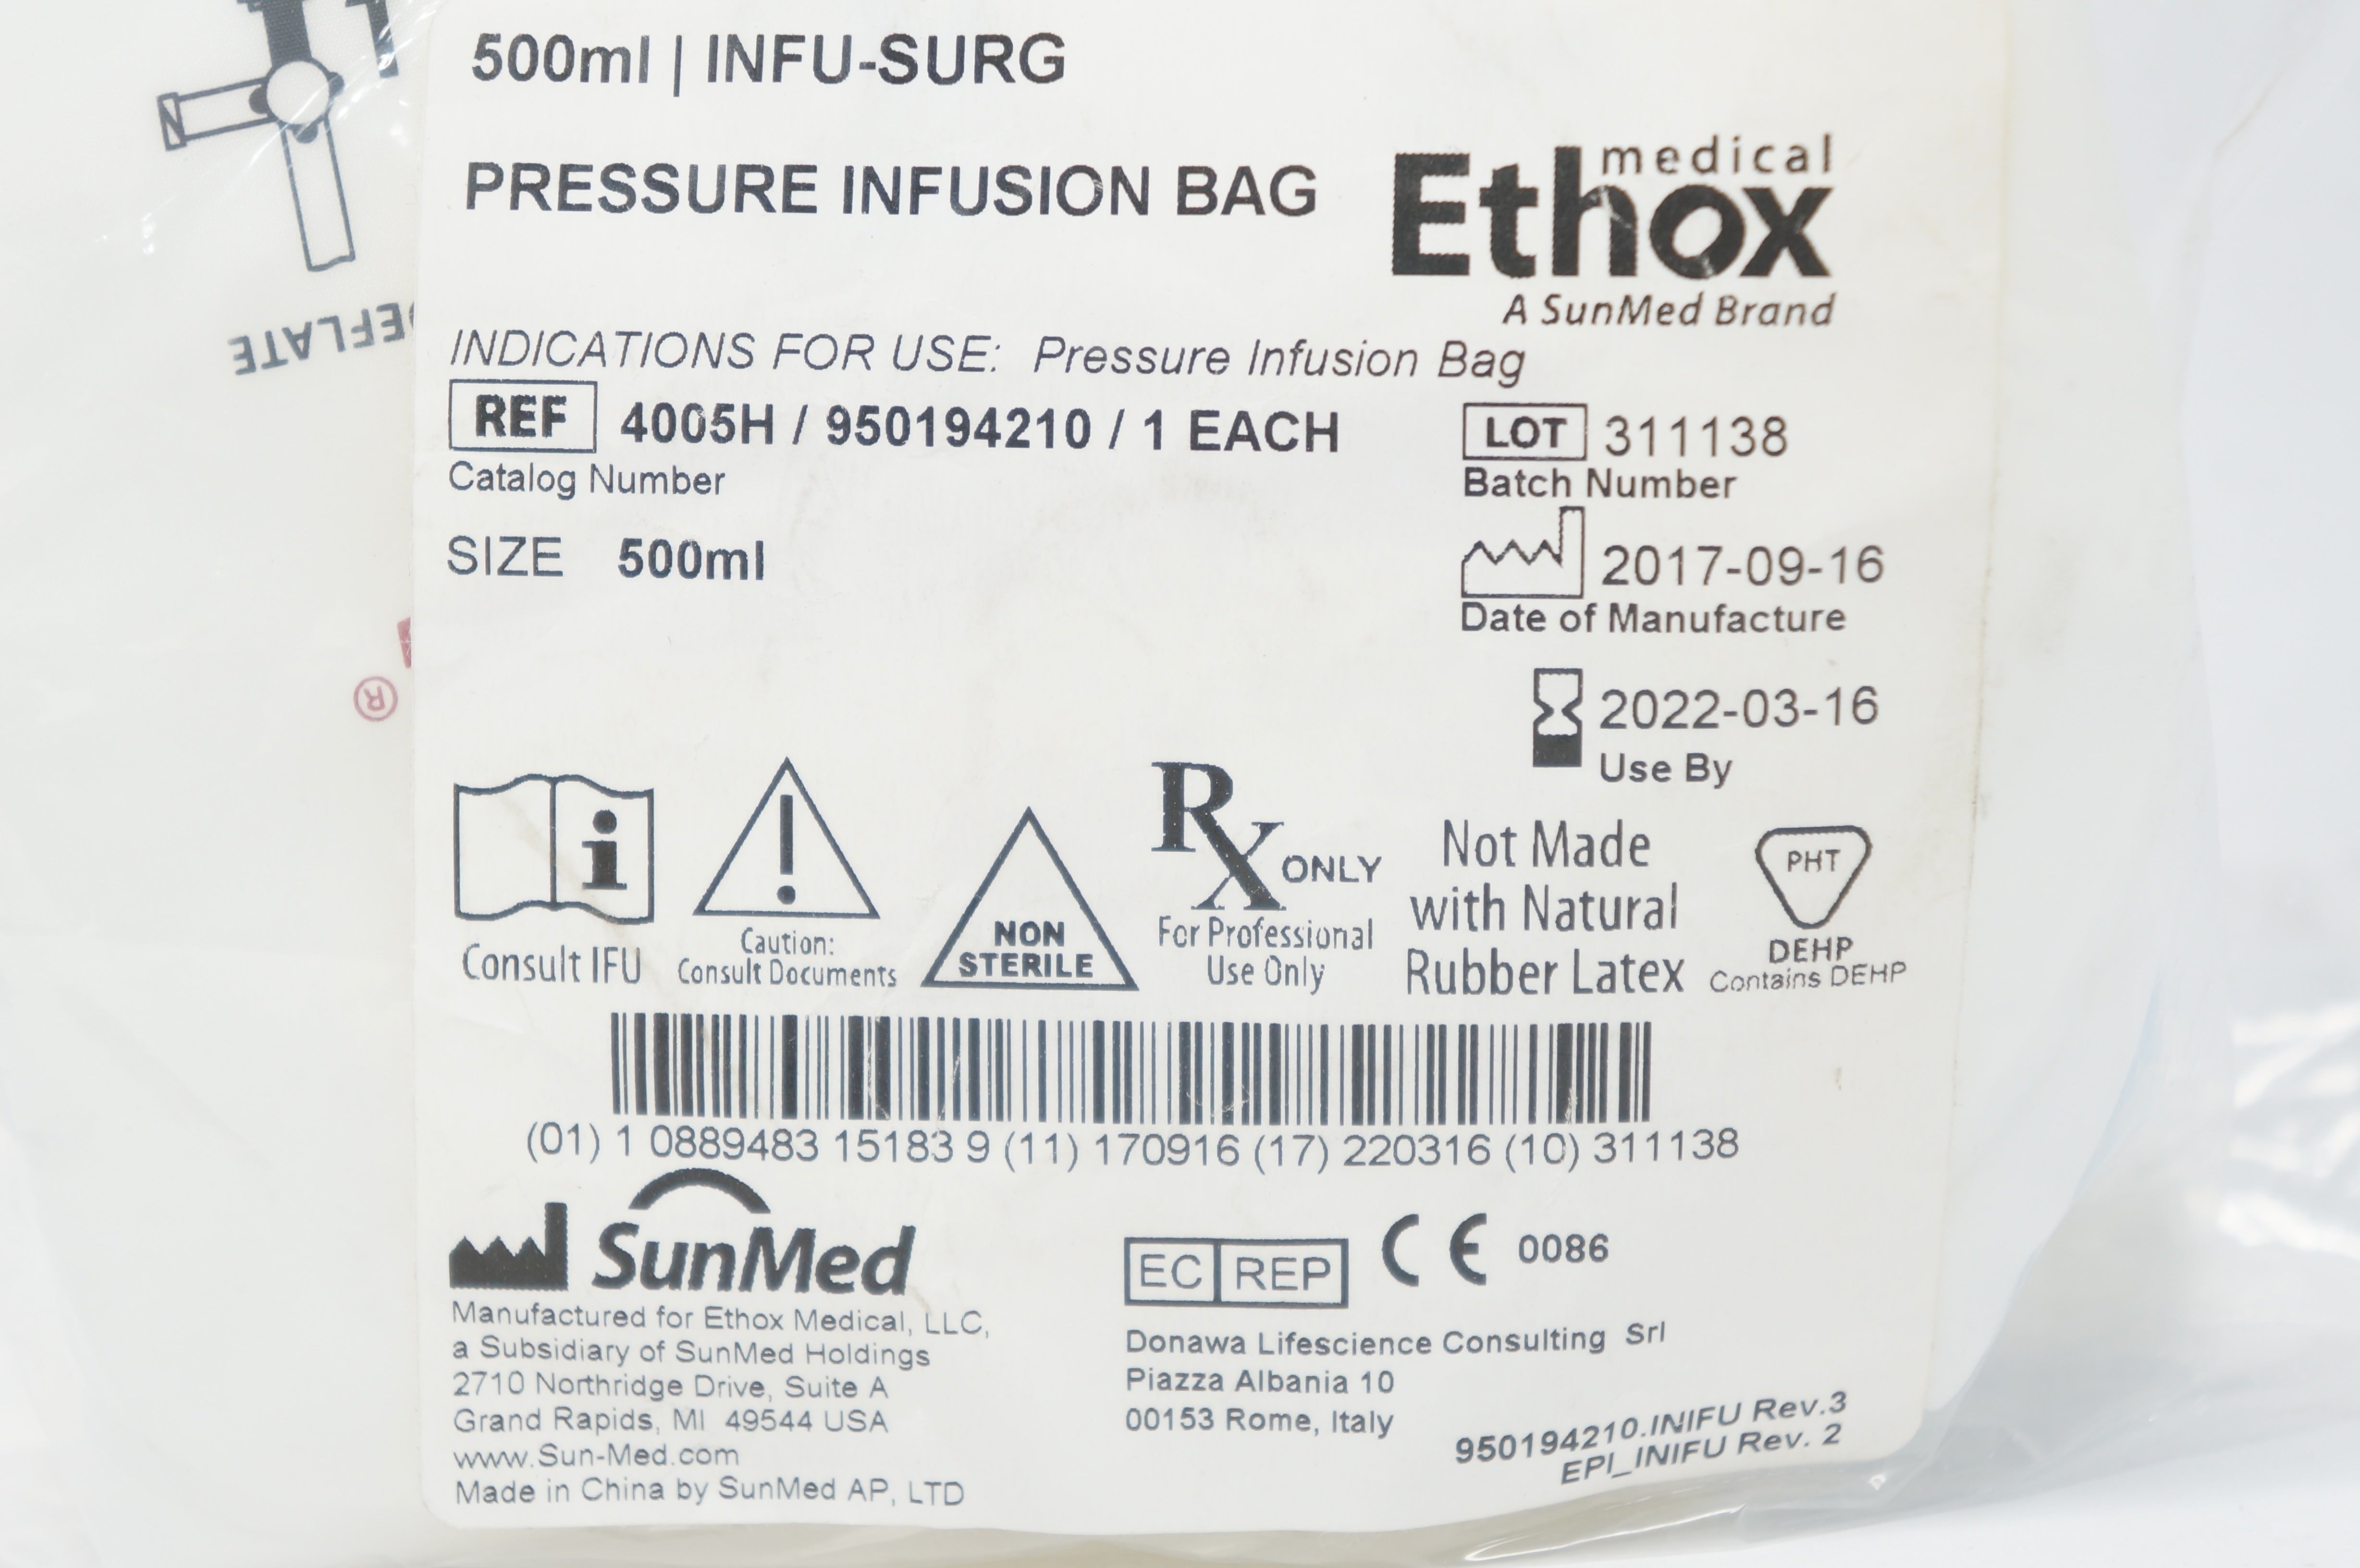 500ml | INFU-SURG
PRESSURE INFUSION BAG
medical
Ethox
A SunMed Brand
EFLATE
INDICATIONS FOR USE: Pressure Infusion Bag
REF 4005H / 950194210 / 1 EACH
Catalog Number
LOT 311138
Batch Number
SIZE 500ml
2017-09-16
Date of Manufacture
®
2022-03-16
Use By
Consult IFU
Caution:
Consult Documents
NON
STERILE
Rx ONLY
For Professional
Use Only
Not Made
with Natural
Rubber Latex
PHT
DEHP
Contains DEHP
(01) 1 0889483 15183 9 (11) 170916 (17) 220316 (10) 311138
SunMed
Manufactured for Ethox Medical, LLC,
a Subsidiary of SunMed Holdings
2710 Northridge Drive, Suite A
Grand Rapids, MI 49544 USA
www.Sun-Med.com
Made in China by SunMed AP, LTD
EC REP CE 0086
Donawa Lifescience Consulting Srl
Piazza Albania 10
00153 Rome, Italy
950194210.INIFU Rev.3
EPI_INIFU Rev. 2